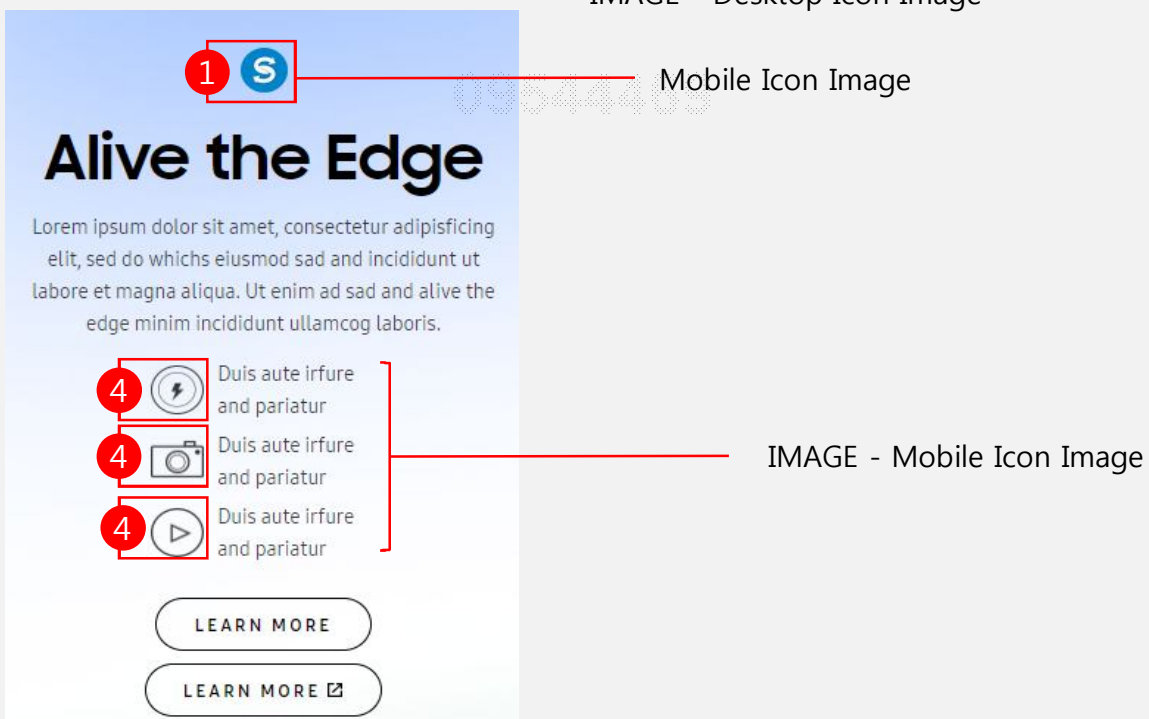 IMAGE - Desktop Icon Image
1
S
Mobile Icon Image
Alive the Edge
Lorem ipsum dolor sit amet, consectetur adipisficing
elit, sed do whichs eiusmod sad and incididunt ut
labore et magna aliqua. Ut enim ad sad and alive the
edge minim incididunt ullamcog laboris.
4
Duis aute irfure
and pariatur
4
Duis aute irfure
and pariatur
IMAGE - Mobile Icon Image
4
Duis aute irfure
and pariatur
LEARN MORE
LEARN MORE